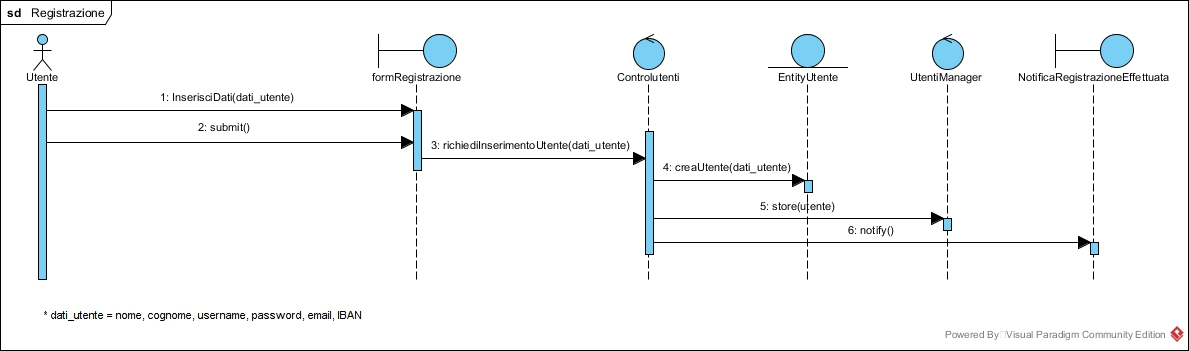 sd Registrazione
Utente
formRegistrazione
Controlutenti
EntityUtente
UtentiManager
NotificaRegistrazioneEffettuata
1: InserisciDati(dati_utente)
2: submit()
3: richiediInserimentoUtente(dati_utente)
4: creaUtente(dati_utente)
5: store(utente)
6: notify()
* dati_utente = nome, cognome, username, password, email, IBAN
Powered By Visual Paradigm Community Edition